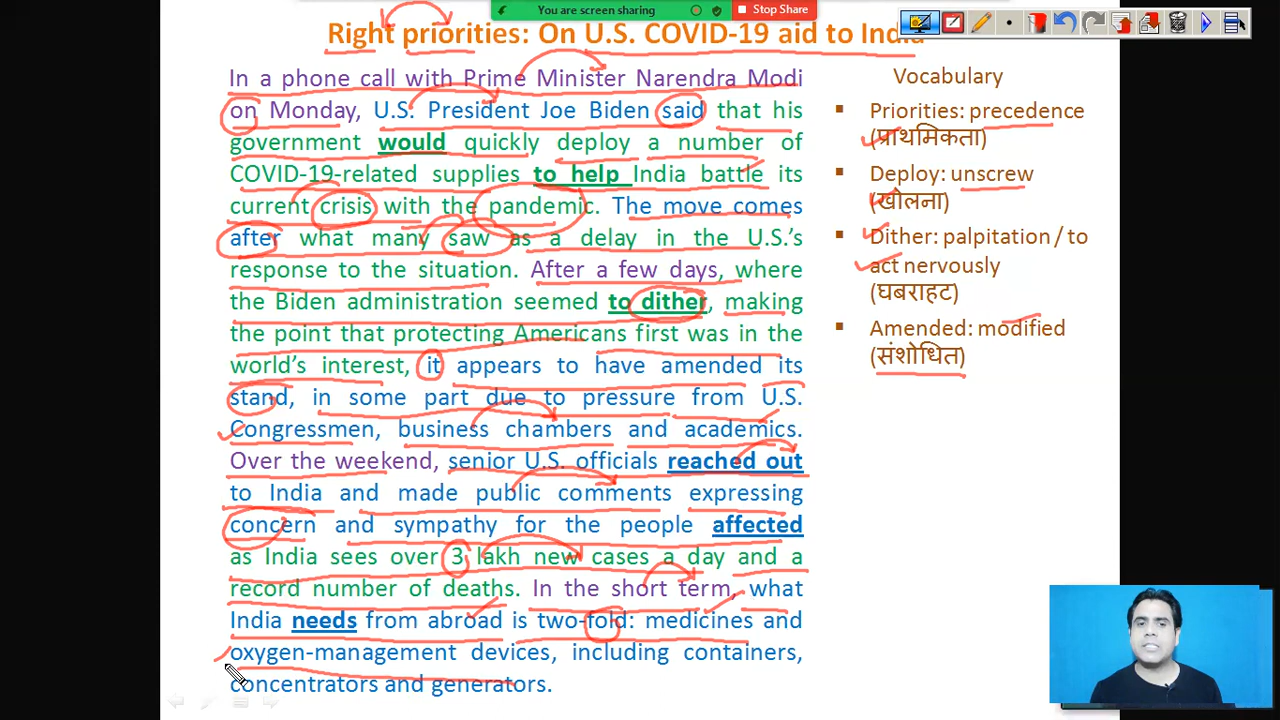 You are screen sharing
Stop Share
Right priorities: On U.S. COVID-19 aid to India
In a phone call with Prime Minister Narendra Modi
on Monday, U.S. President Joe Biden said that his
government would quickly deploy a number of
COVID-19-related supplies to help India battle its
current crisis with the pandemic. The move comes
after what many saw as a delay in the U.S.'s
response to the situation. After a few days, where
the Biden administration seemed to dither, making
the point that protecting Americans first was in the
world's interest, it appears to have amended its
stand, in some part due to pressure from U.S.
Congressmen, business chambers and academics.
Over the weekend, senior U.S. officials reached out
to India and made public comments expressing
concern and sympathy for the people affected
as India sees over 3 lakh new cases a day and a
record number of deaths. In the short term, what
India needs from abroad is two-fold: medicines and
oxygen-management devices, including containers,
concentrators and generators.
Vocabulary
Priorities: precedence
(प्राथमिकता)
Deploy: unscrew
(खोलना)
Dither: palpitation / to
act nervously
(घबराहट)
Amended: modified
(संशोधित)